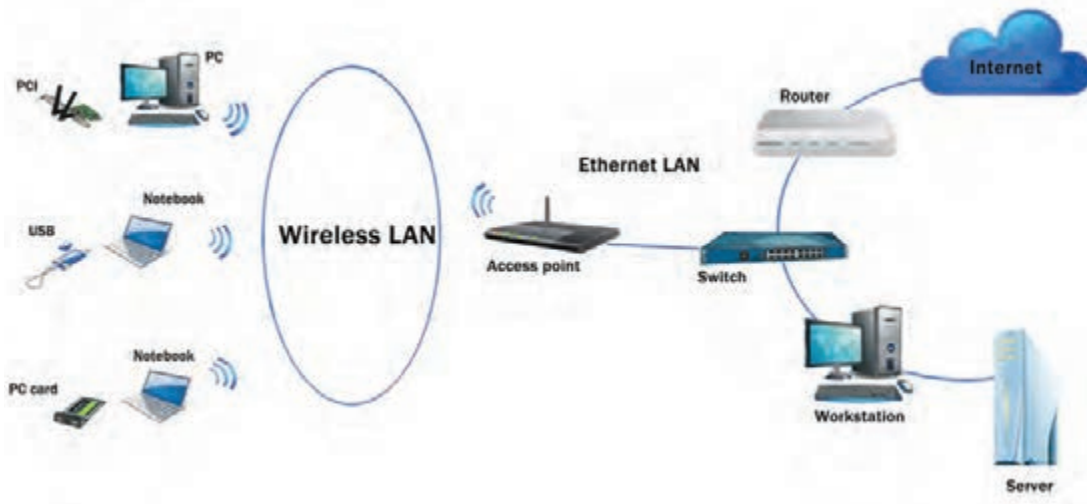 PC
PCI
Internet
Router
Ethernet LAN
Notebook
USB
Wireless LAN
Access point
Switch
Notebook
PC card
Workstation
Server